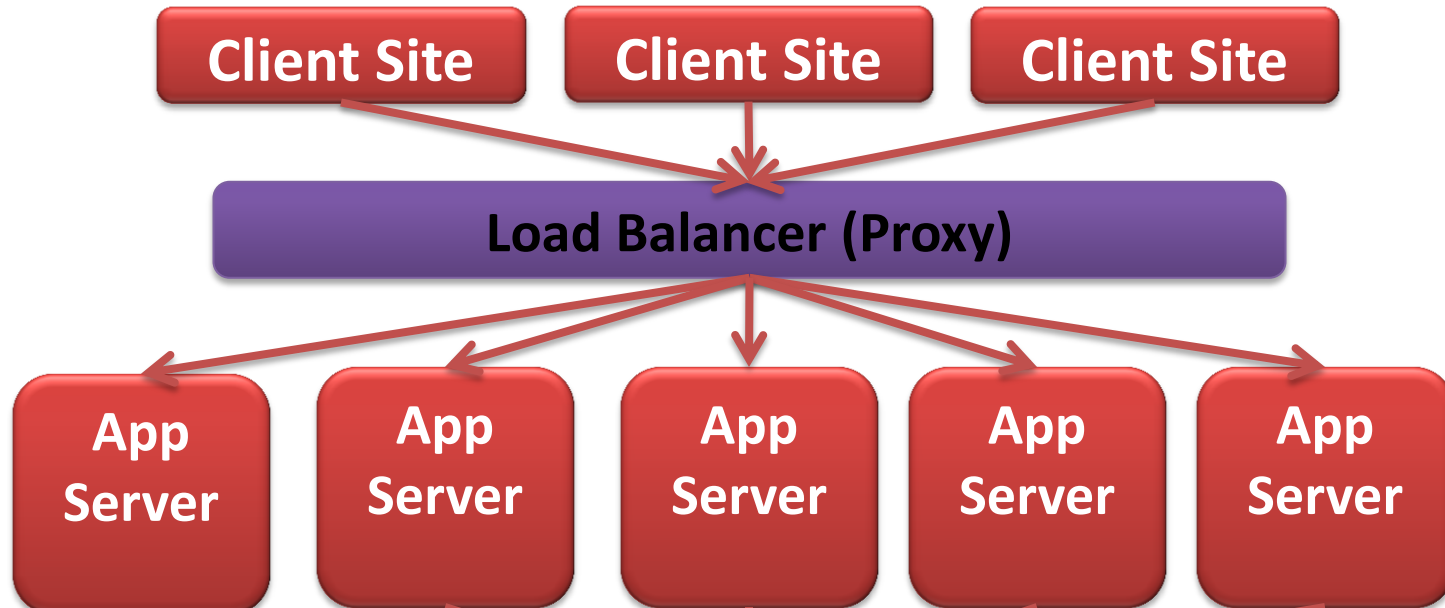 Client Site
Client Site
Client Site
Load Balancer (Proxy)
App
Server
App
Server
App
Server
App
Server
App
Server